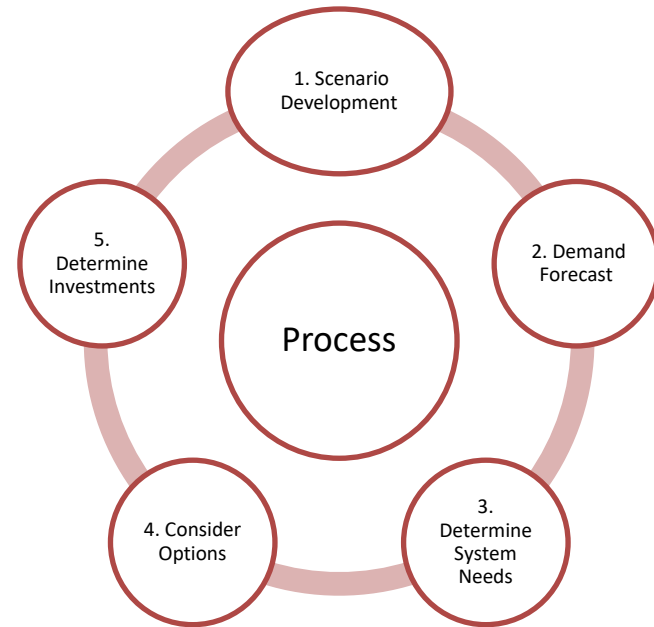 1. Scenario
Development
2. Demand
Forecast
3.
Determine
System
Needs
4. Consider
Options
5.
Determine
Investments
Process